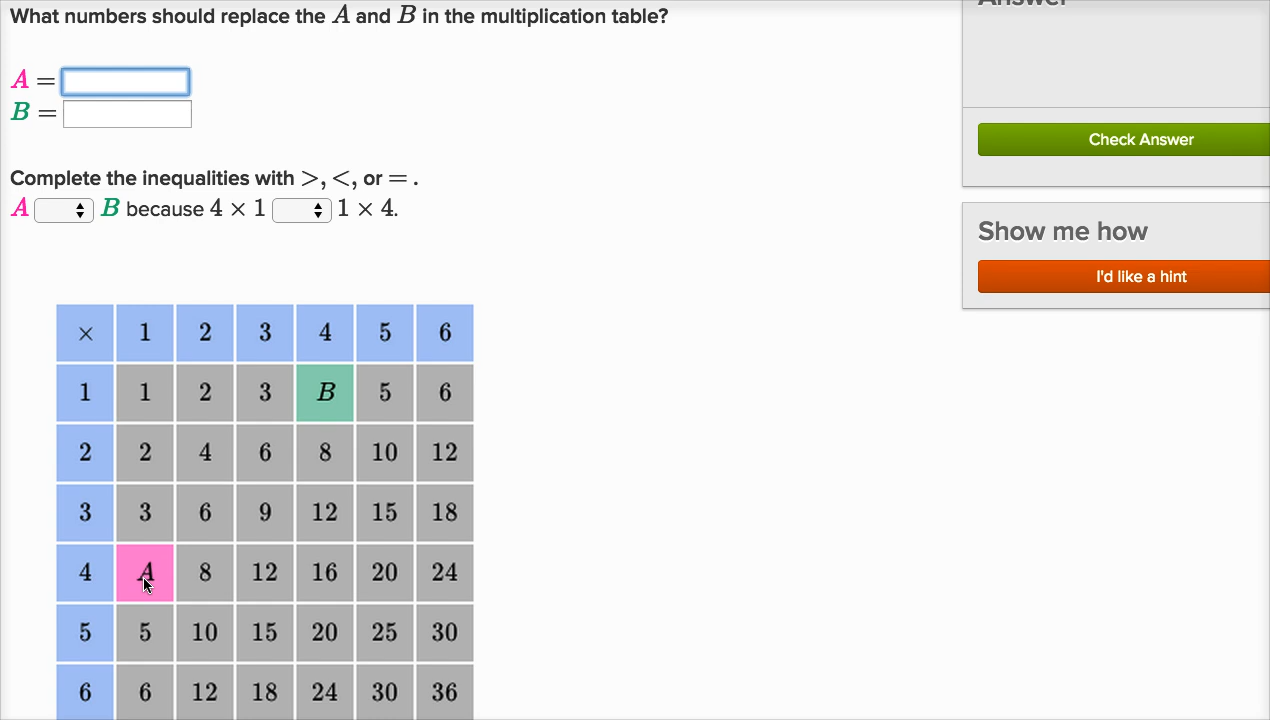 What numbers should replace the A and B in the multiplication table?
Answer
A =
B =
Check Answer
Complete the inequalities with >, <, or = .
A B because 4 × 1 1 × 4.
Show me how
I'd like a hint
× 1 2 3 4 5 6
1 1 2 3 B 5 6
2 2 4 6 8 10 12
3 3 6 9 12 15 18
4 A 8 12 16 20 24
5 5 10 15 20 25 30
6 6 12 18 24 30 36